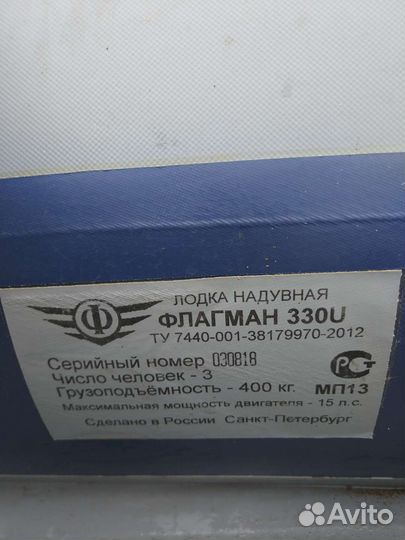 ЛОДКА НАДУВНАЯ
ФЛАГМАН 330U
ТУ 7440-001-38179970-2012
Серийный номер 030818
Число человек - 3
Грузоподъёмность - 400 кг. МП13
Максимальная мощность двигателя - 15 л.с.
Сделано в России Санкт-Петербург
Avito